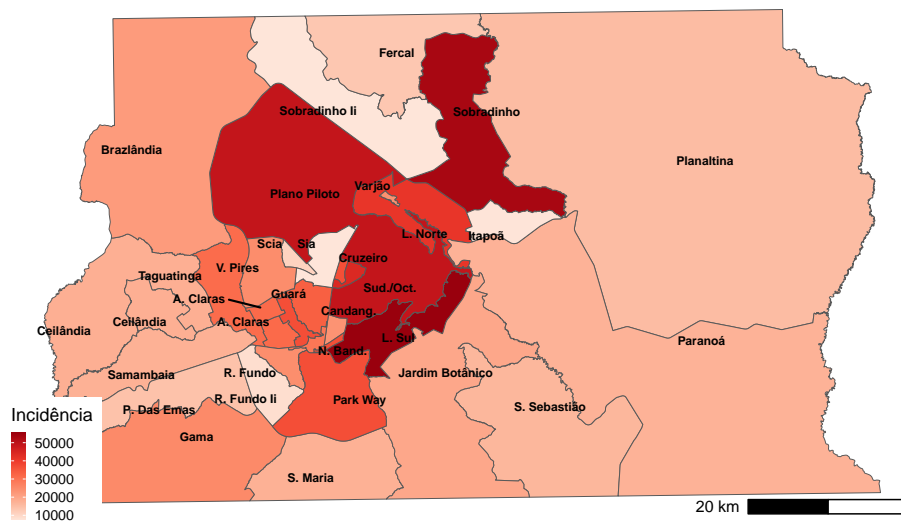 Fercal
Sobradinho Ii
Sobradinho
Brazlândia
Planaltina
Varjão
Plano Piloto
L. Norte
Itapoã
Scia
Sia
Cruzeiro
V. Pires
Taguatinga
Guará
Sud./Oct.
A. Claras
Candang.
Ceilândia
Ceilândia
A. Claras
L. Sul
Paranoá
N. Band.
Samambaia
R. Fundo
Jardim Botânico
R. Fundo Ii
Park Way
S. Sebastião
P. Das Emas
Gama
S. Maria
Incidência
50000
40000
30000
20000
10000
20 km